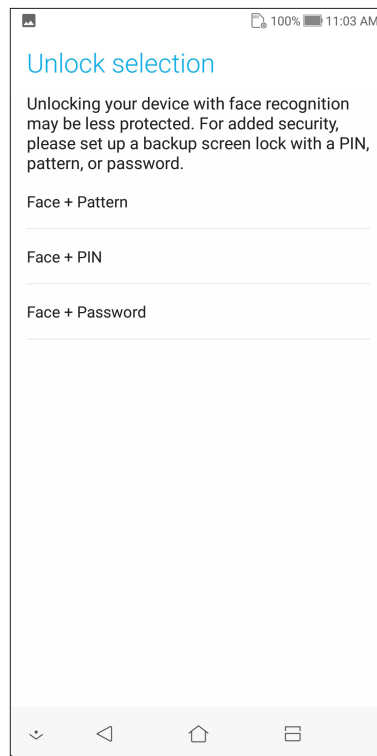 100% 11:03 AM
Unlock selection
Unlocking your device with face recognition
may be less protected. For added security,
please set up a backup screen lock with a PIN,
pattern, or password.
Face + Pattern
Face + PIN
Face + Password